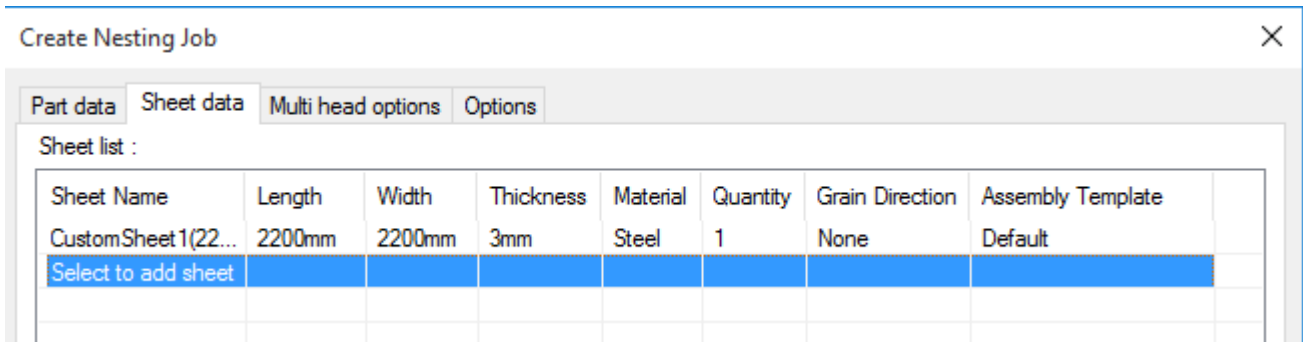 Create Nesting Job
Part data Sheet data Multi head options Options
Sheet list :
Sheet Name Length Width Thickness Material Quantity Grain Direction Assembly Template
CustomSheet1(22... 2200mm 2200mm 3mm Steel 1 None Default
Select to add sheet